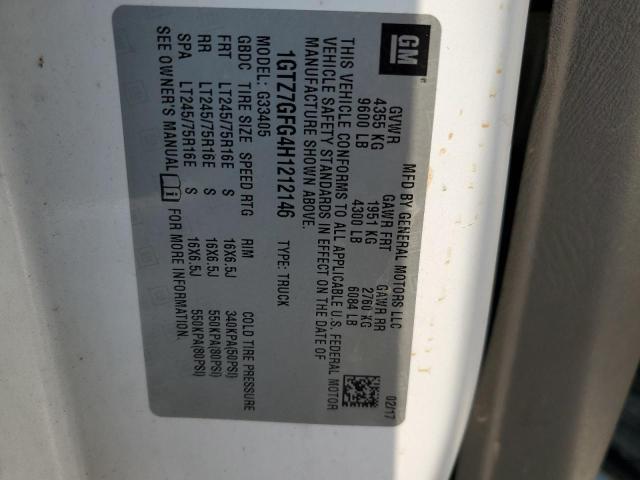 GM
MFD BY GENERAL MOTORS LLC
02/17
GVWR GAWR FRT GAWR RR
4355 KG 1951 KG 2760 KG
9600 LB 4300 LB 6084 LB
THIS VEHICLE CONFORMS TO ALL APPLICABLE U.S. FEDERAL MOTOR
VEHICLE SAFETY STANDARDS IN EFFECT ON THE DATE OF
MANUFACTURE SHOWN ABOVE.
1GTZ7GFG4H1212146 TYPE: TRUCK
G33405
GBDC TIRE SIZE SPEED RTG RIM COLD TIRE PRESSURE
FRT LT245/75R16E S 16X6.5J 340KPA(50PSI)
RR LT245/75R16E S 16X6.5J 550KPA(80PSI)
SPA LT245/75R16E S 16X6.5J 550KPA(80PSI)
SEE OWNER'S MANUAL FOR MORE INFORMATION.